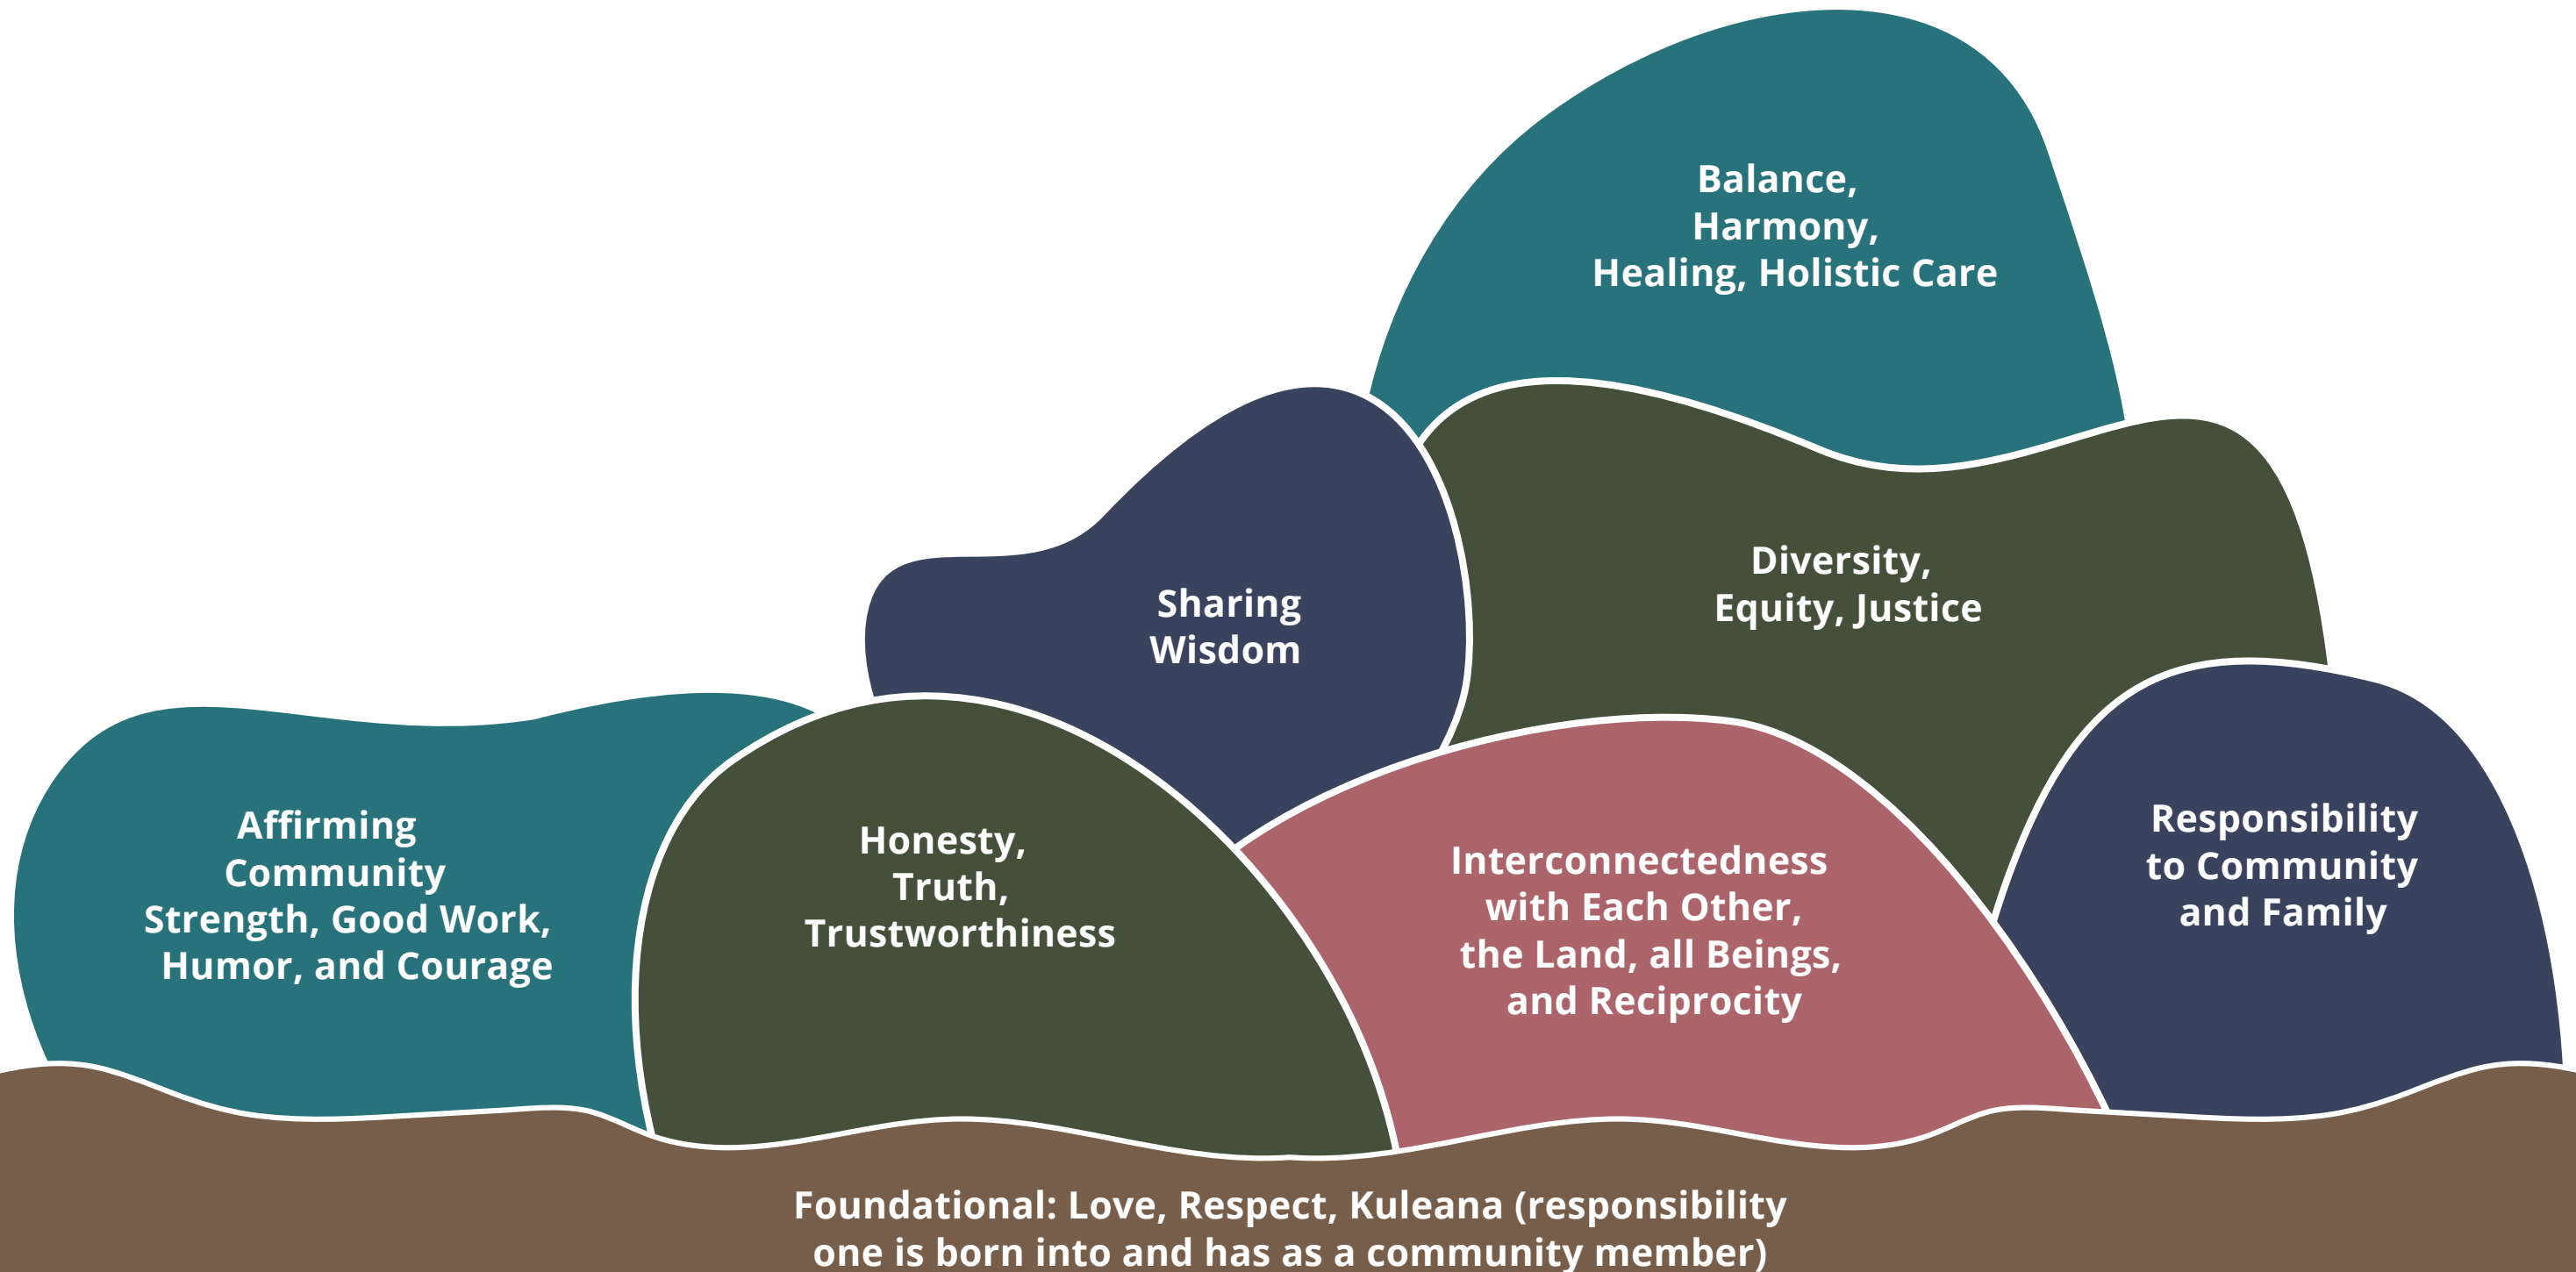 Balance,
Harmony,
Healing, Holistic Care
Sharing
Wisdom
Diversity,
Equity, Justice
Affirming
Community
Strength, Good Work,
Humor, and Courage
Honesty,
Truth,
Trustworthiness
Interconnectedness
with Each Other,
the Land, all Beings,
and Reciprocity
Responsibility
to Community
and Family
Foundational: Love, Respect, Kuleana (responsibility
one is born into and has as a community member)